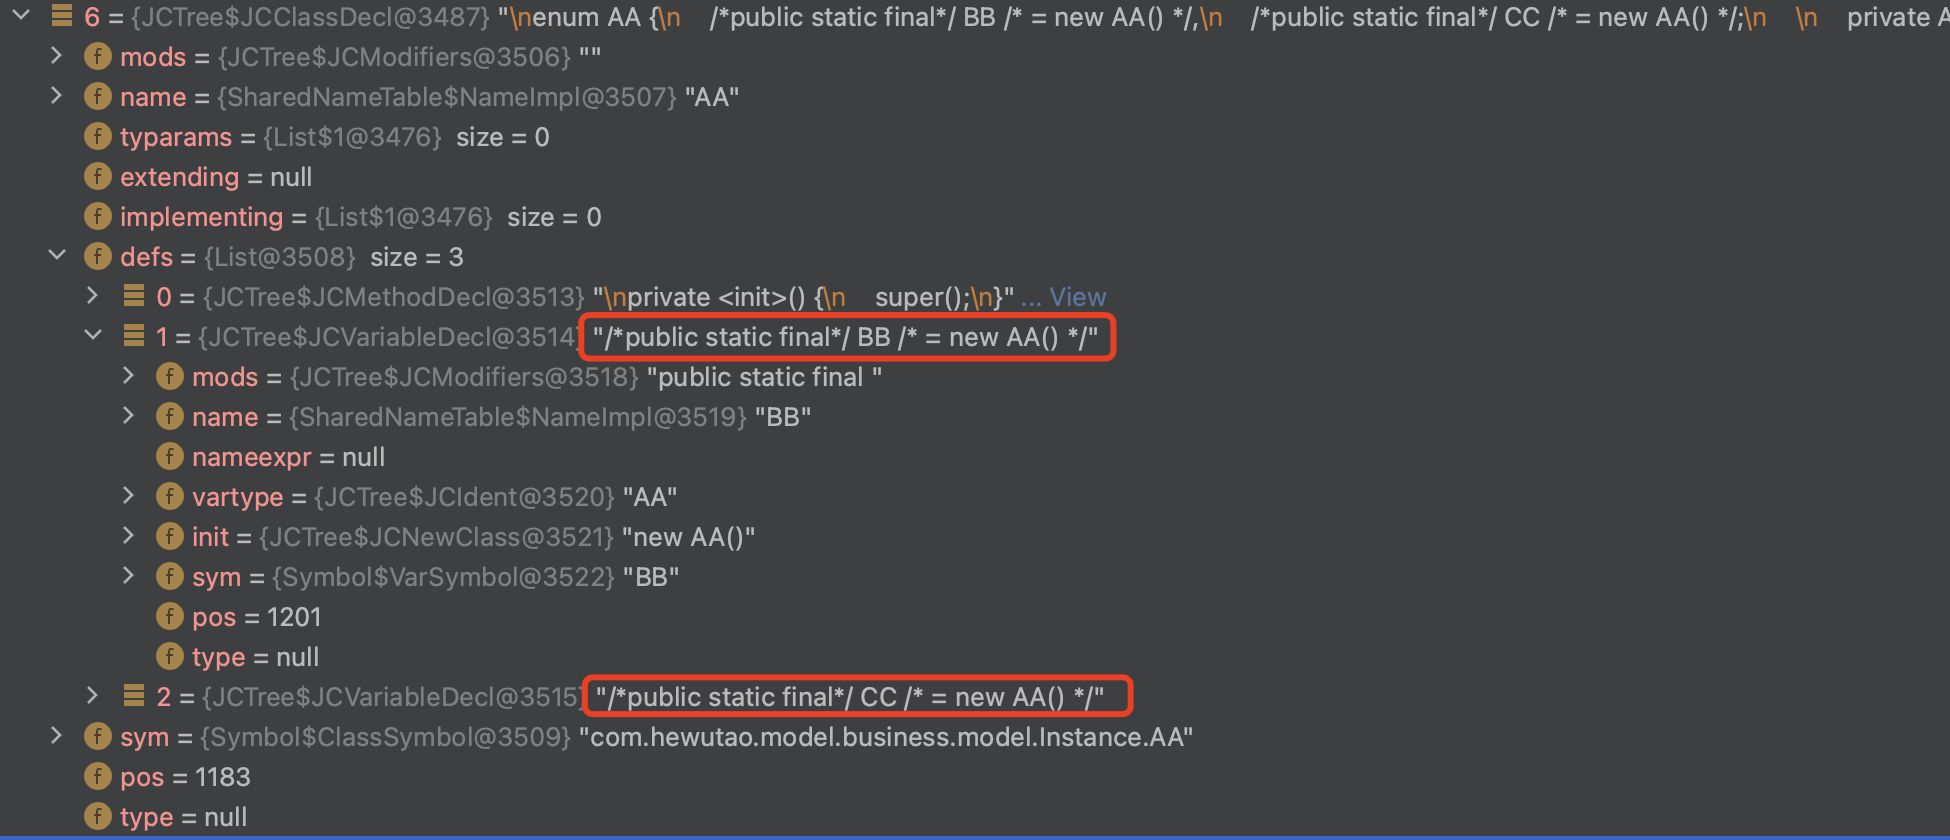 6 = {JCTree$JCClassDecl@3487} "\nenum AA {\n    /*public static final*/ BB /* = new AA() */,\n    /*public static final*/ CC /* = new AA() */;\n    \n    private A
f mods = {JCTree$JCModifiers@3506} ""
f name = {SharedNameTable$NameImpl@3507} "AA"
f typarams = {List$1@3476}  size = 0
f extending = null
f implementing = {List$1@3476}  size = 0
f defs = {List@3508}  size = 3
0 = {JCTree$JCMethodDecl@3513} "\nprivate <init>() {\n    super();\n}" ... View
1 = {JCTree$JCVariableDecl@3514} "/*public static final*/ BB /* = new AA() */"
f mods = {JCTree$JCModifiers@3518} "public static final "
f name = {SharedNameTable$NameImpl@3519} "BB"
f nameexpr = null
f vartype = {JCTree$JCIdent@3520} "AA"
f init = {JCTree$JCNewClass@3521} "new AA()"
f sym = {Symbol$VarSymbol@3522} "BB"
f pos = 1201
f type = null
2 = {JCTree$JCVariableDecl@3515} "/*public static final*/ CC /* = new AA() */"
f sym = {Symbol$ClassSymbol@3509} "com.hewutao.model.business.model.Instance.AA"
f pos = 1183
f type = null